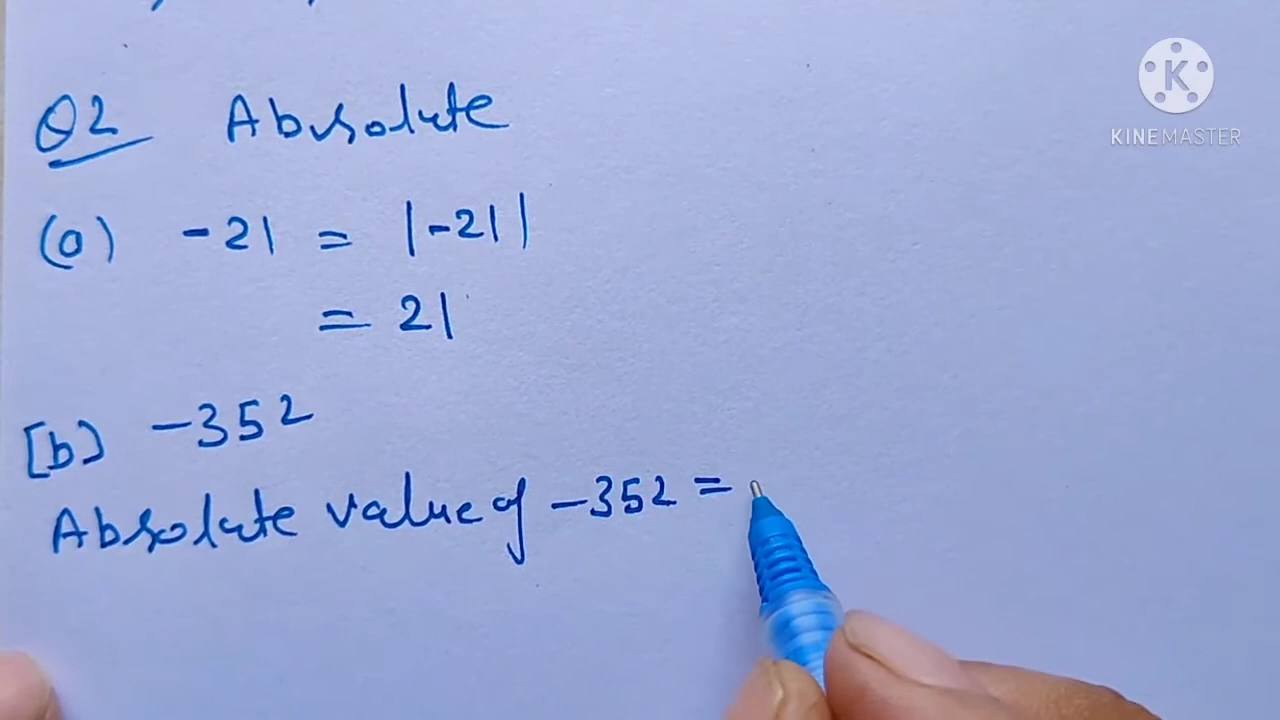 KINEMASTER
Q2 Absolute
(a) -21 = |-21|
= 21
[b] -352
Absolute value of -352 =